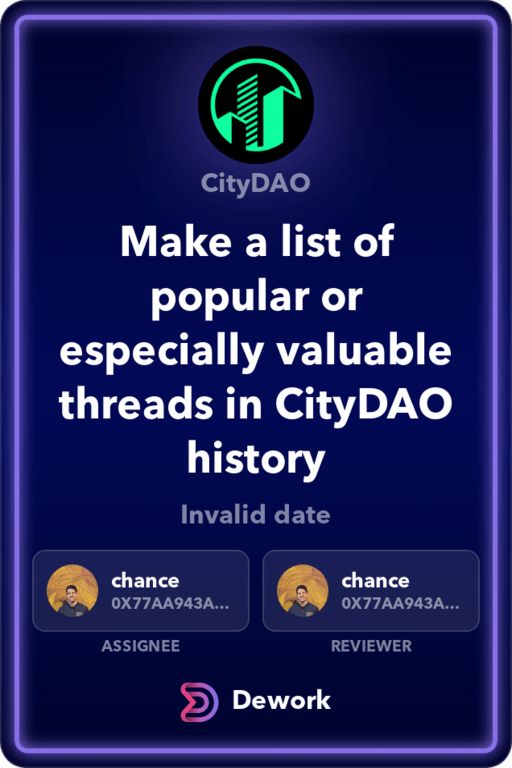 CityDAO
Make a list of
popular or
especially valuable
threads in CityDAO
history
Invalid date
chance
0X77AA943A...
ASSIGNEE
chance
0X77AA943A...
REVIEWER
Dework